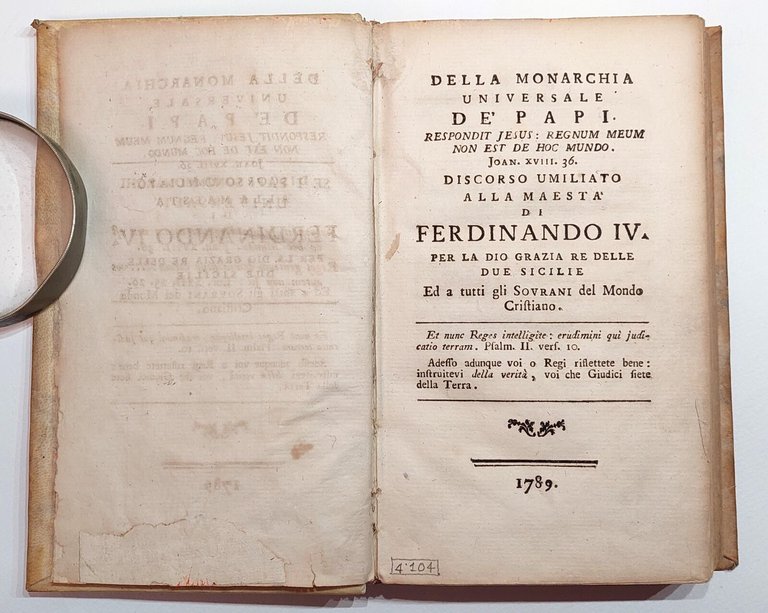 DELLA MONARCHIA
UNIVERSALE
DE' PAPI.
RESPONDIT JESUS: REGNUM MEUM
NON EST DE HOC MUNDO.
JOAN. XVIII. 36.
DISCORSO UMILIATO
ALLA MAESTA'
DI
FERDINANDO IV.
PER LA DIO GRAZIA RE DELLE
DUE SICILIE
Ed a tutti gli SOVRANI del Mondo
Criſtiano.
Et nunc Reges intelligite: erudimini qui judi-
catio terram. Pſalm. II. verſ. 10.
Adeſſo adunque voi o Regi riflettete bene:
inſtruitevi della verità, voi che Giudici ſiete
della Terra.
1789.
4·104